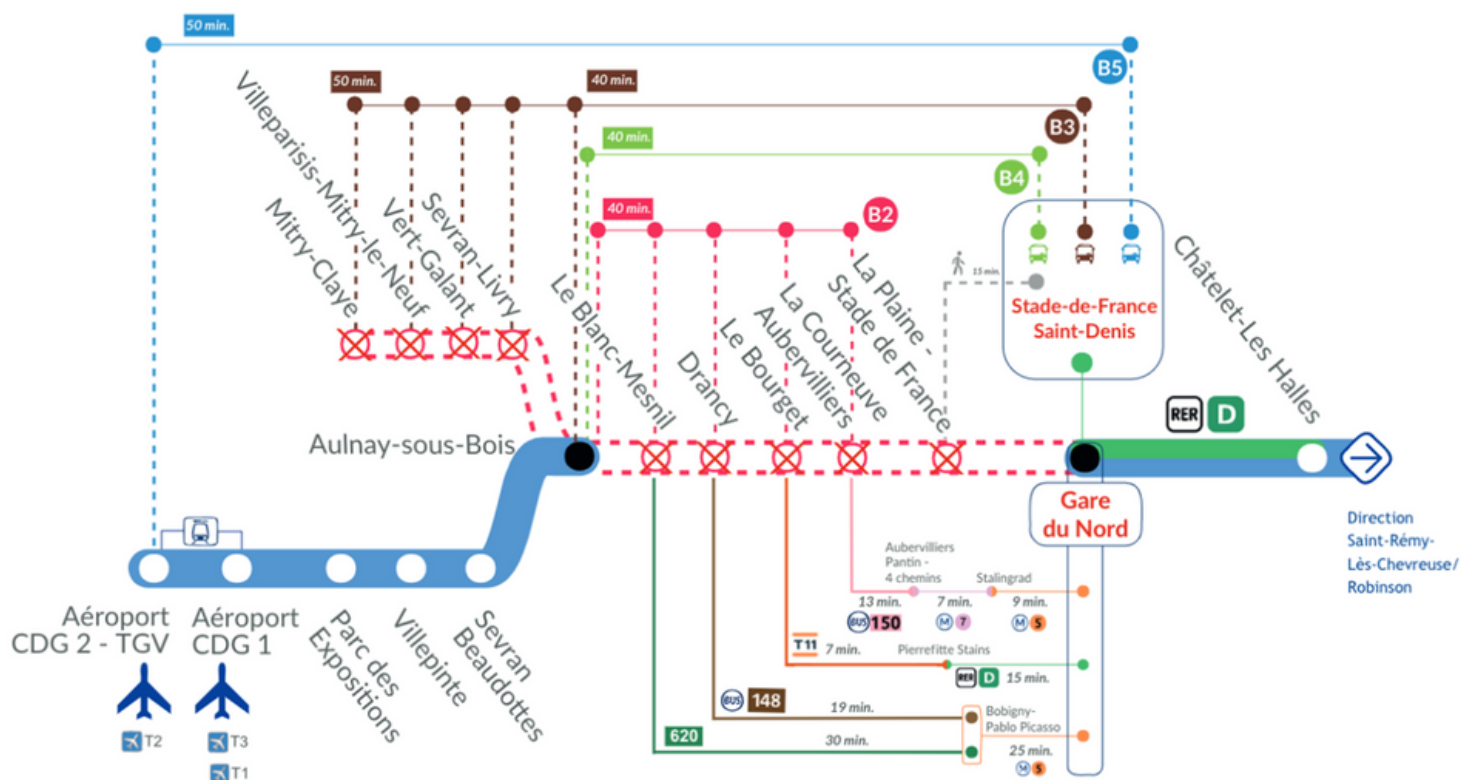 50 min.
B5
50 min.
40 min.
B3
40 min.
B4
40 min.
B2
Villeparisis-Mitry-le-Neuf
Mitry-Claye
Vert-Galant
Sevran-Livry
Le Blanc-Mesnil
Drancy
Le Bourget
La Courneuve
Aubervilliers
La Plaine -
Stade de France
15 min.
Stade-de-France
Saint-Denis
Châtelet-Les Halles
RER D
Aulnay-sous-Bois
Gare
du Nord
Direction
Saint-Rémy-
Lès-Chevreuse/
Robinson
Aubervilliers
Pantin -
4 chemins
Stalingrad
13 min.
7 min.
9 min.
BUS 150
M 7
M 5
T11
7 min.
Pierrefitte Stains
RER D
15 min.
BUS 148
19 min.
Bobigny-
Pablo Picasso
620
30 min.
25 min.
M 5
Aéroport
CDG 2 - TGV
Aéroport
CDG 1
Parc des
Expositions
Villepinte
Sevran
Beaudottes
T2
T3
T1